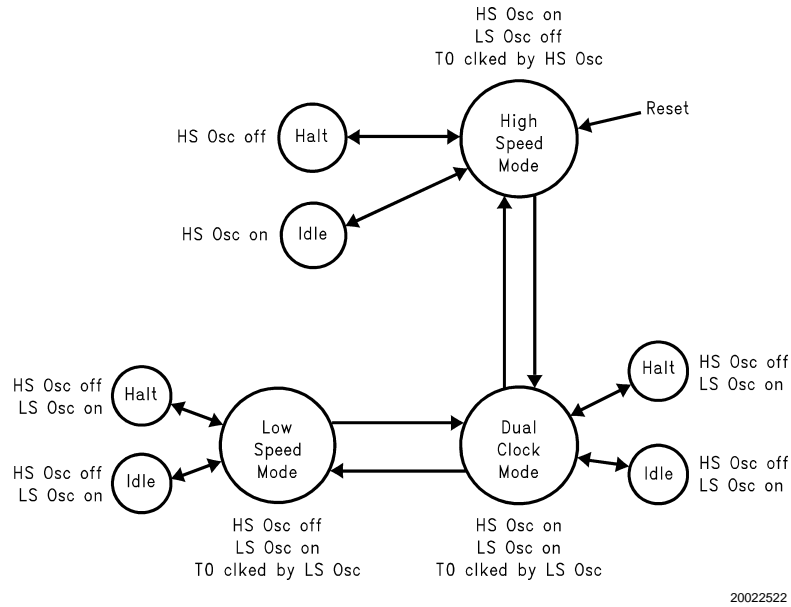 HS Osc on
LS Osc off
T0 clked by HS Osc
High
Speed
Mode
Reset
HS Osc off
Halt
HS Osc on
Idle
HS Osc off
LS Osc on
Halt
HS Osc off
LS Osc on
Idle
Low
Speed
Mode
HS Osc off
LS Osc on
T0 clked by LS Osc
Dual
Clock
Mode
HS Osc on
LS Osc on
T0 clked by LS Osc
Halt
HS Osc off
LS Osc on
Idle
HS Osc off
LS Osc on
20022522